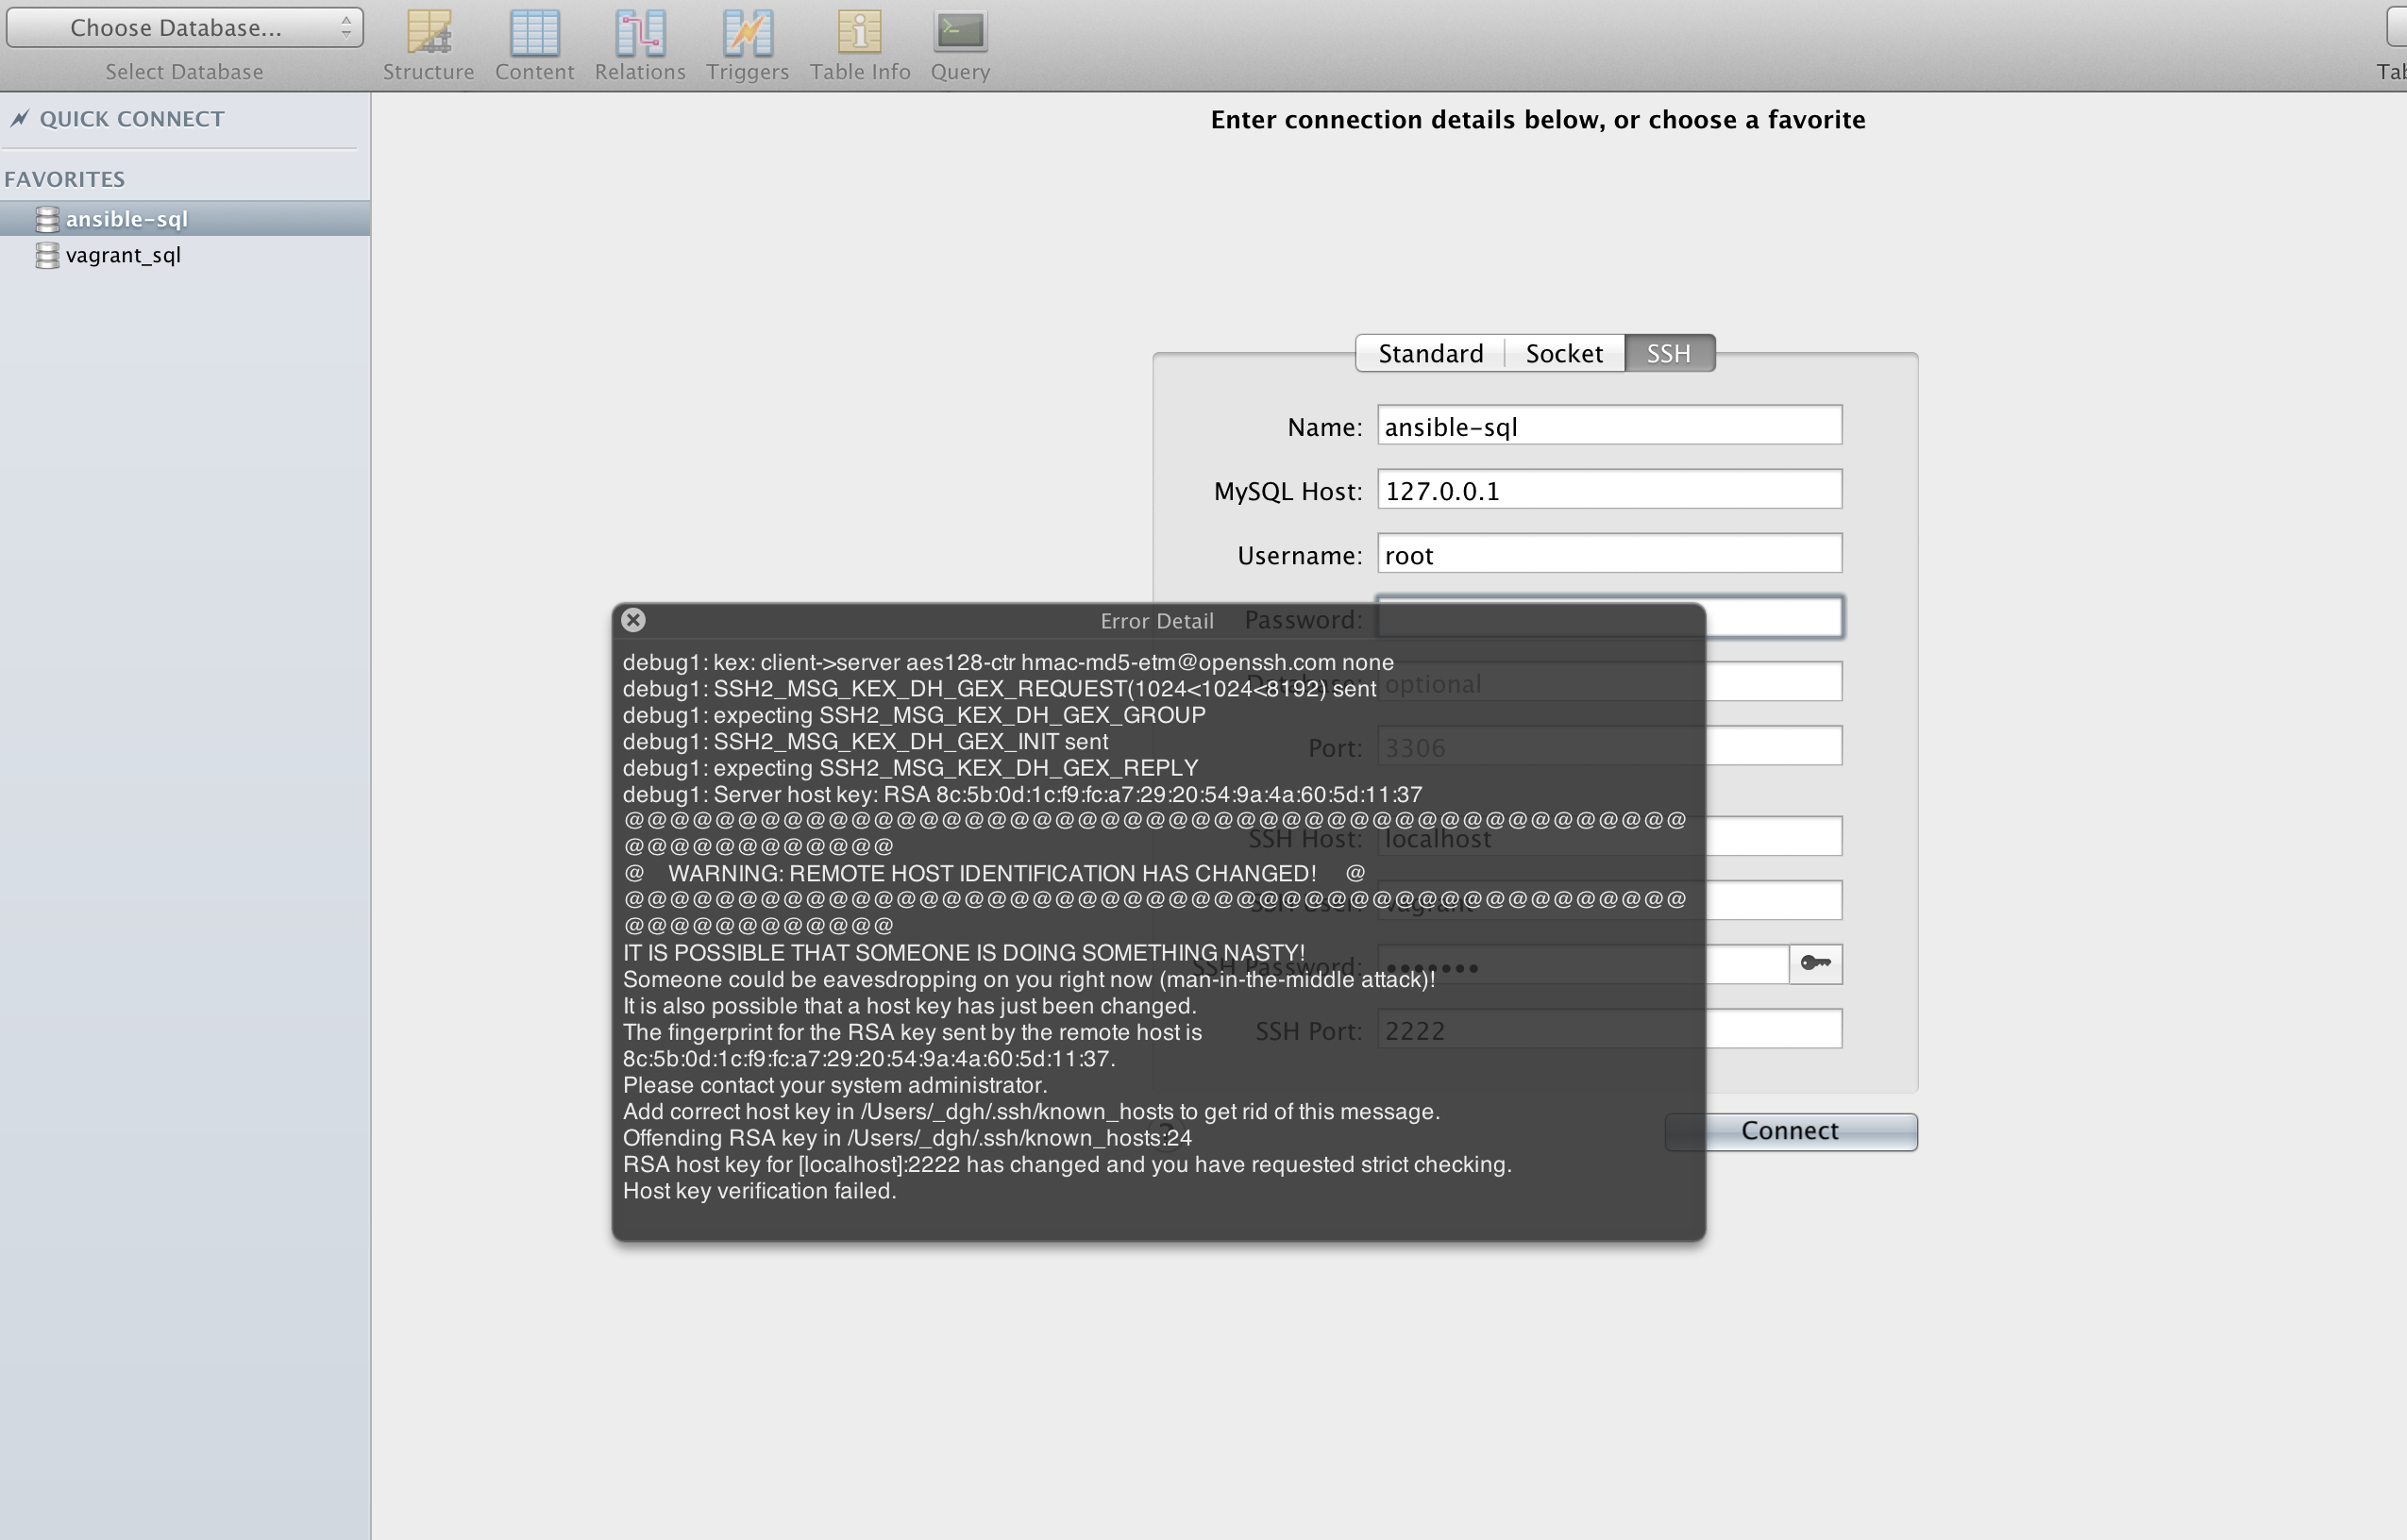 Choose Database...
Select Database
Structure
Content
Relations
Triggers
Table Info
Query
Tab
QUICK CONNECT
FAVORITES
ansible-sql
vagrant_sql
Enter connection details below, or choose a favorite
Standard
Socket
SSH
Name: ansible-sql
MySQL Host: 127.0.0.1
Username: root
Password:
Database: optional
Port: 3306
SSH Host: localhost
SSH User: vagrant
SSH Password: •••••••
SSH Port: 2222
Connect
Error Detail
debug1: kex: client->server aes128-ctr hmac-md5-etm@openssh.com none
debug1: SSH2_MSG_KEX_DH_GEX_REQUEST(1024<1024<8192) sent
debug1: expecting SSH2_MSG_KEX_DH_GEX_GROUP
debug1: SSH2_MSG_KEX_DH_GEX_INIT sent
debug1: expecting SSH2_MSG_KEX_DH_GEX_REPLY
debug1: Server host key: RSA 8c:5b:0d:1c:f9:fc:a7:29:20:54:9a:4a:60:5d:11:37
@@@@@@@@@@@@@@@@@@@@@@@@@@@@@@@@@@@@@@@@@@@@@@@
@@@@@@@@@@@@
@    WARNING: REMOTE HOST IDENTIFICATION HAS CHANGED!     @
@@@@@@@@@@@@@@@@@@@@@@@@@@@@@@@@@@@@@@@@@@@@@@@
@@@@@@@@@@@@
IT IS POSSIBLE THAT SOMEONE IS DOING SOMETHING NASTY!
Someone could be eavesdropping on you right now (man-in-the-middle attack)!
It is also possible that a host key has just been changed.
The fingerprint for the RSA key sent by the remote host is
8c:5b:0d:1c:f9:fc:a7:29:20:54:9a:4a:60:5d:11:37.
Please contact your system administrator.
Add correct host key in /Users/_dgh/.ssh/known_hosts to get rid of this message.
Offending RSA key in /Users/_dgh/.ssh/known_hosts:24
RSA host key for [localhost]:2222 has changed and you have requested strict checking.
Host key verification failed.